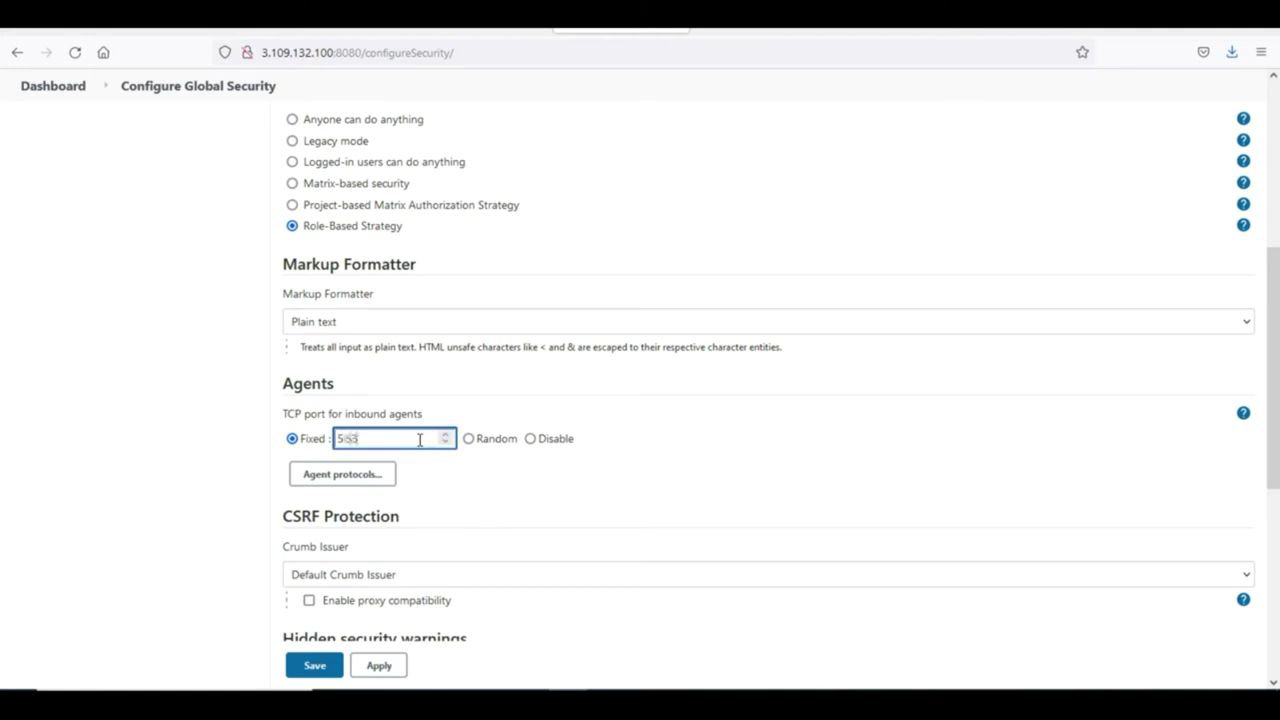 3.109.132.100:8080/configureSecurity/
Dashboard Configure Global Security
Anyone can do anything ?
Legacy mode ?
Logged-in users can do anything ?
Matrix-based security ?
Project-based Matrix Authorization Strategy ?
Role-Based Strategy ?
Markup Formatter
Markup Formatter
Plain text
Treats all input as plain text. HTML unsafe characters like < and & are escaped to their respective character entities.
Agents
TCP port for inbound agents ?
Fixed : Random Disable
Agent protocols...
CSRF Protection
Crumb Issuer
Default Crumb Issuer
Enable proxy compatibility ?
Hidden security warnings
Save Apply